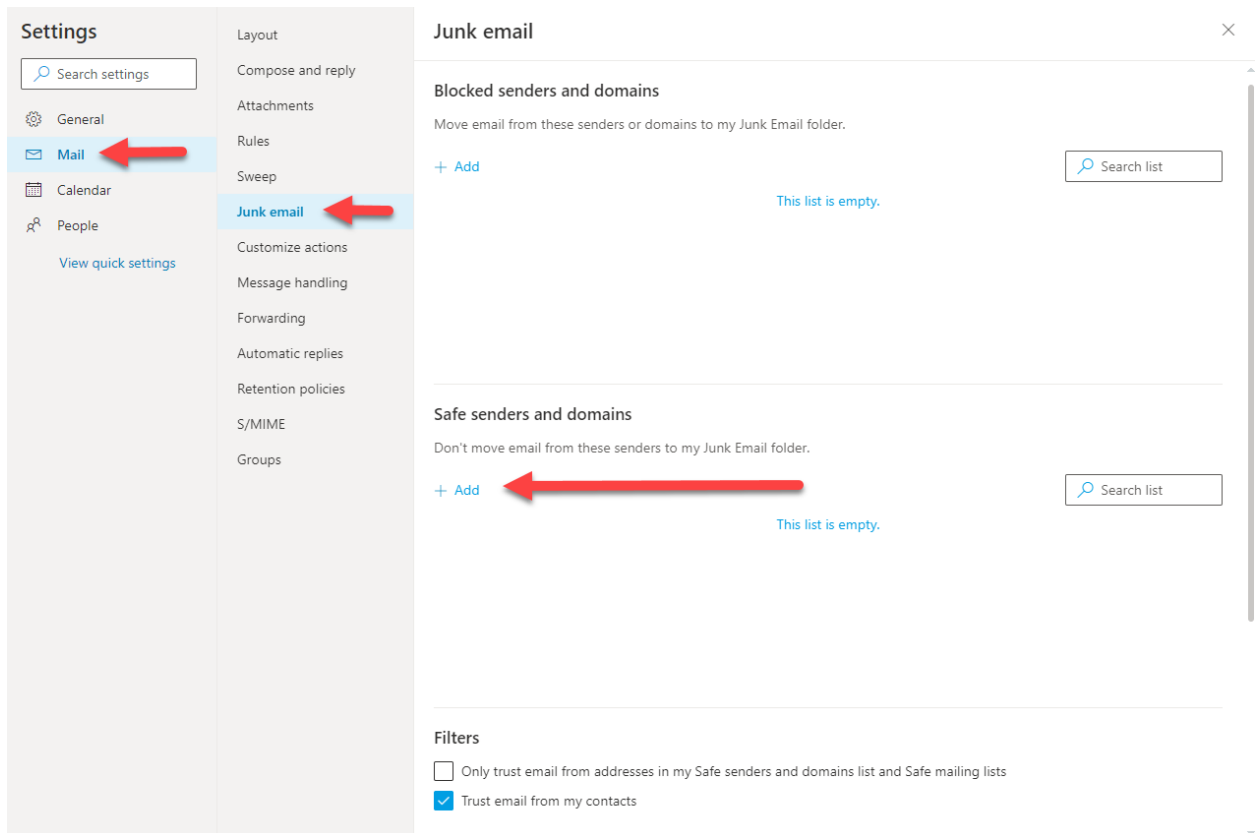 Settings
Search settings
General
Mail
Calendar
People
View quick settings
Layout
Compose and reply
Attachments
Rules
Sweep
Junk email
Customize actions
Message handling
Forwarding
Automatic replies
Retention policies
S/MIME
Groups
Junk email
Blocked senders and domains
Move email from these senders or domains to my Junk Email folder.
+ Add
Search list
This list is empty.
Safe senders and domains
Don't move email from these senders to my Junk Email folder.
+ Add
Search list
This list is empty.
Filters
Only trust email from addresses in my Safe senders and domains list and Safe mailing lists
Trust email from my contacts